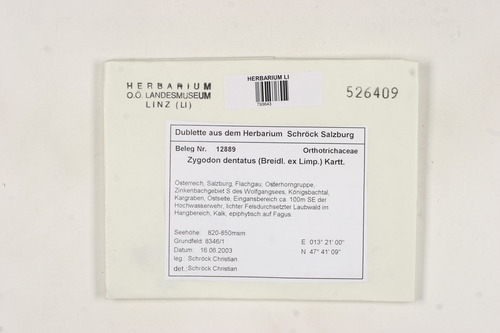 HERBARIUM
O.Ö. LANDESMUSEUM
LINZ (LI)
HERBARIUM LI
526409
Dublette aus dem Herbarium Schröck Salzburg
Beleg Nr. 12889 Orthotrichaceae
Zygodon dentatus (Breidl. ex Limp.) Kartt.
Österreich, Salzburg, Flachgau, Osterhorngruppe,
Zinkenbachgebiet S des Wolfgangsees, Königsbachtal,
Kargraben, Ostseite, Eingansbereich ca. 100m SE der
Hochwasserwehr, lichter Felsdurchsetzter Laubwald im
Hangbereich, Kalk, epiphytisch auf Fagus
Seehöhe: 820-850msm
Grundfeld: 8346/1 E 013° 21' 00"
Datum: 16.06.2003 N 47° 41' 09"
leg.: Schröck Christian
det.: Schröck Christian